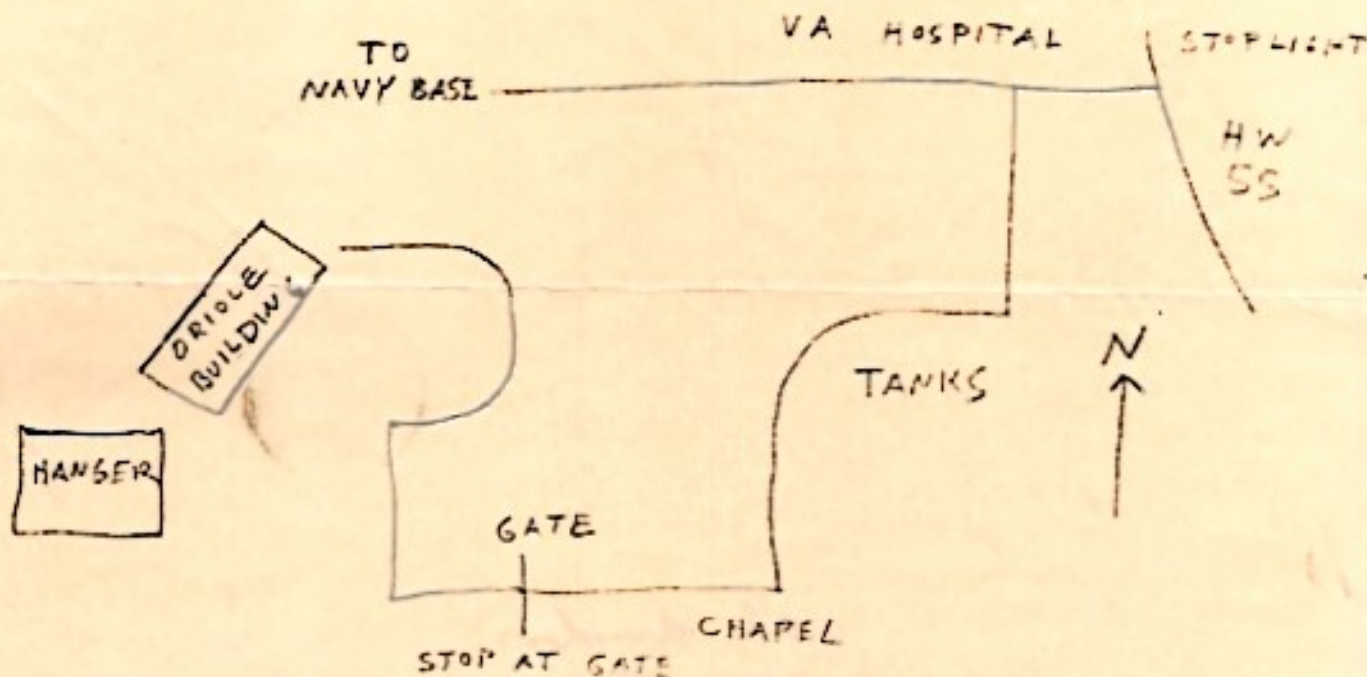 VA HOSPITAL
STOPLIGHT
TO
NAVY BASE
HW
55
ORIOLE
BUILDING
N
TANKS
HANGER
GATE
CHAPEL
STOP AT GATE